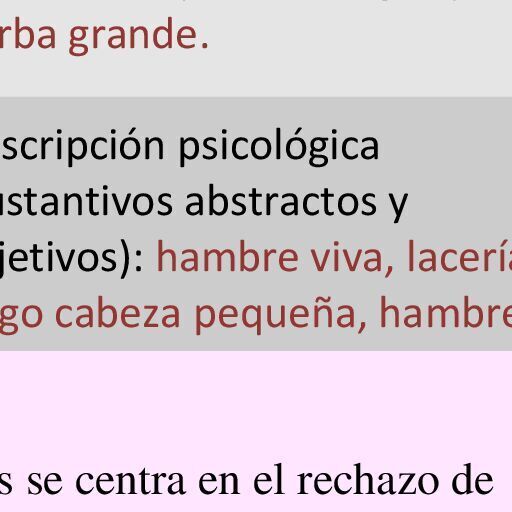 rba grande.
scripción psicológica
ustantivos abstractos y
jetivos): hambre viva, lacería
go cabeza pequeña, hambre
s se centra en el rechazo de